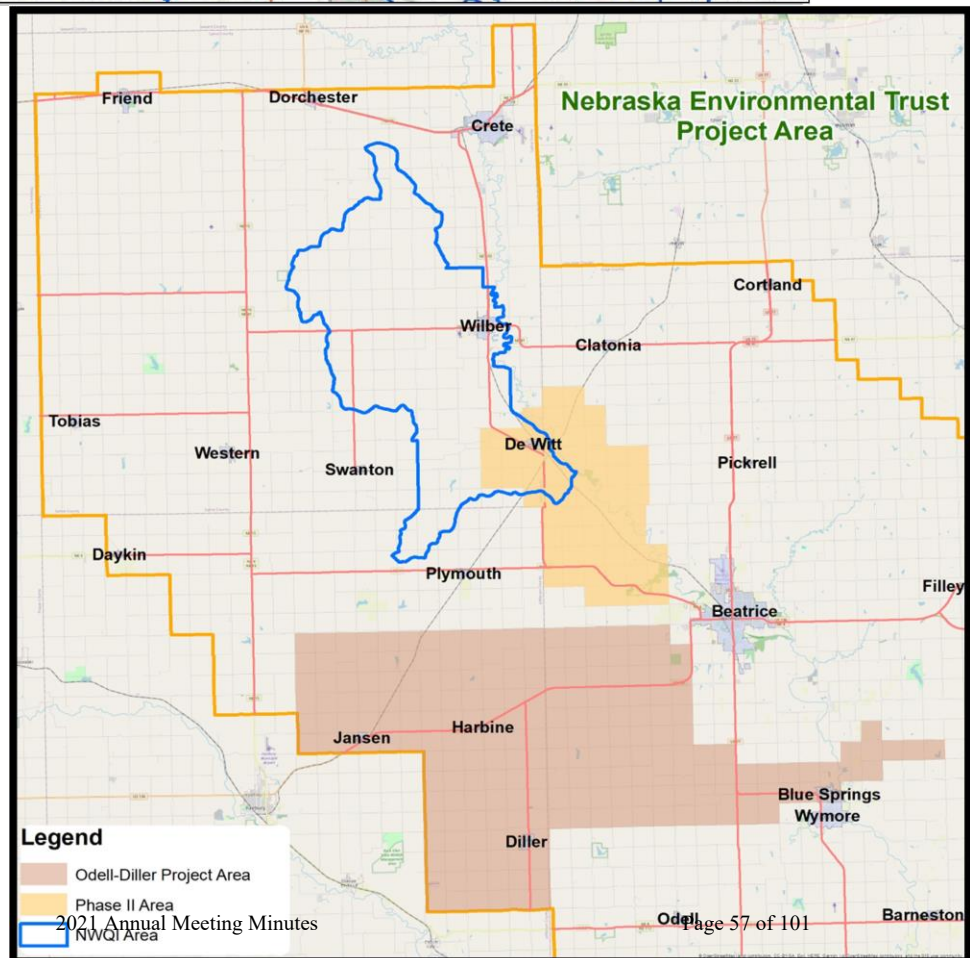 Nebraska Environmental Trust
Project Area
Friend
Dorchester
Crete
Cortland
Wilber
Clatonia
Tobias
Western
De Witt
Swanton
Pickrell
Daykin
Plymouth
Filley
Beatrice
Jansen
Harbine
Blue Springs
Wymore
Diller
Odell
Barneston
Legend
Odell-Diller Project Area
Phase II Area
NWQI Area
2021 Annual Meeting Minutes
Page 57 of 101